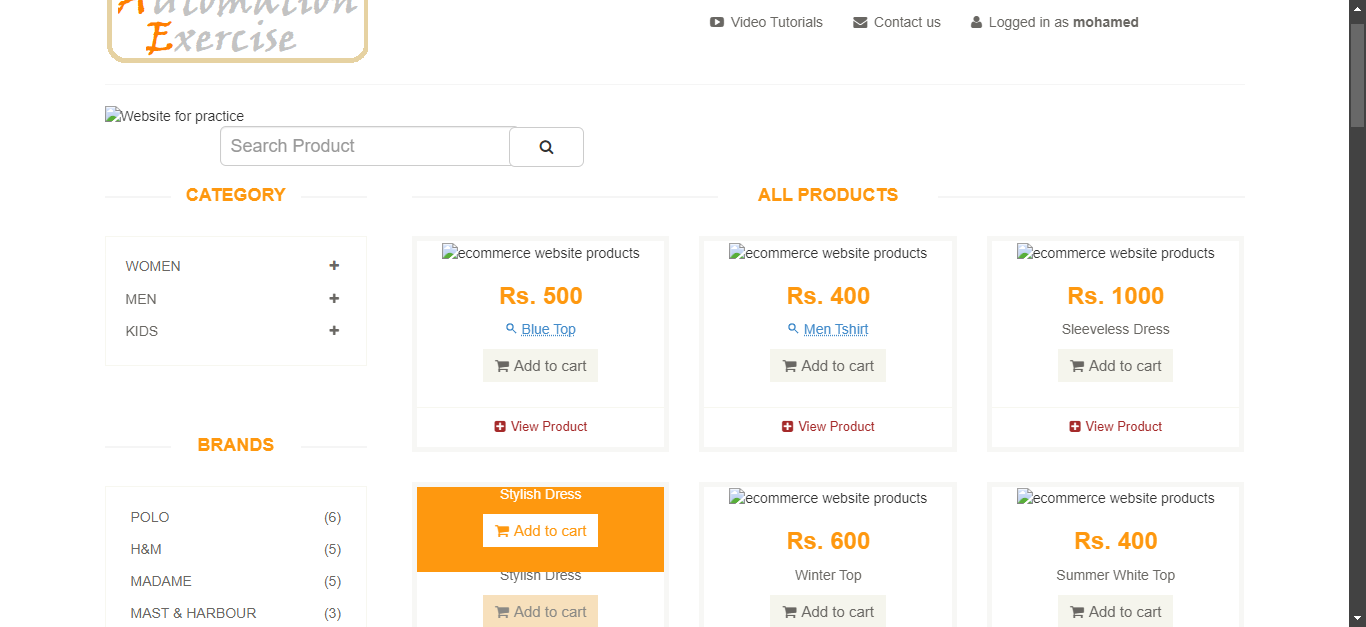 Automation
Exercise
Video Tutorials
Contact us
Logged in as mohamed
Website for practice
Search Product
CATEGORY
WOMEN
MEN
KIDS
BRANDS
POLO (6)
H&M (5)
MADAME (5)
MAST & HARBOUR (3)
ALL PRODUCTS
ecommerce website products
Rs. 500
Blue Top
Add to cart
View Product
ecommerce website products
Rs. 400
Men Tshirt
Add to cart
View Product
ecommerce website products
Rs. 1000
Sleeveless Dress
Add to cart
View Product
Stylish Dress
Add to cart
Stylish Dress
Add to cart
ecommerce website products
Rs. 600
Winter Top
Add to cart
ecommerce website products
Rs. 400
Summer White Top
Add to cart